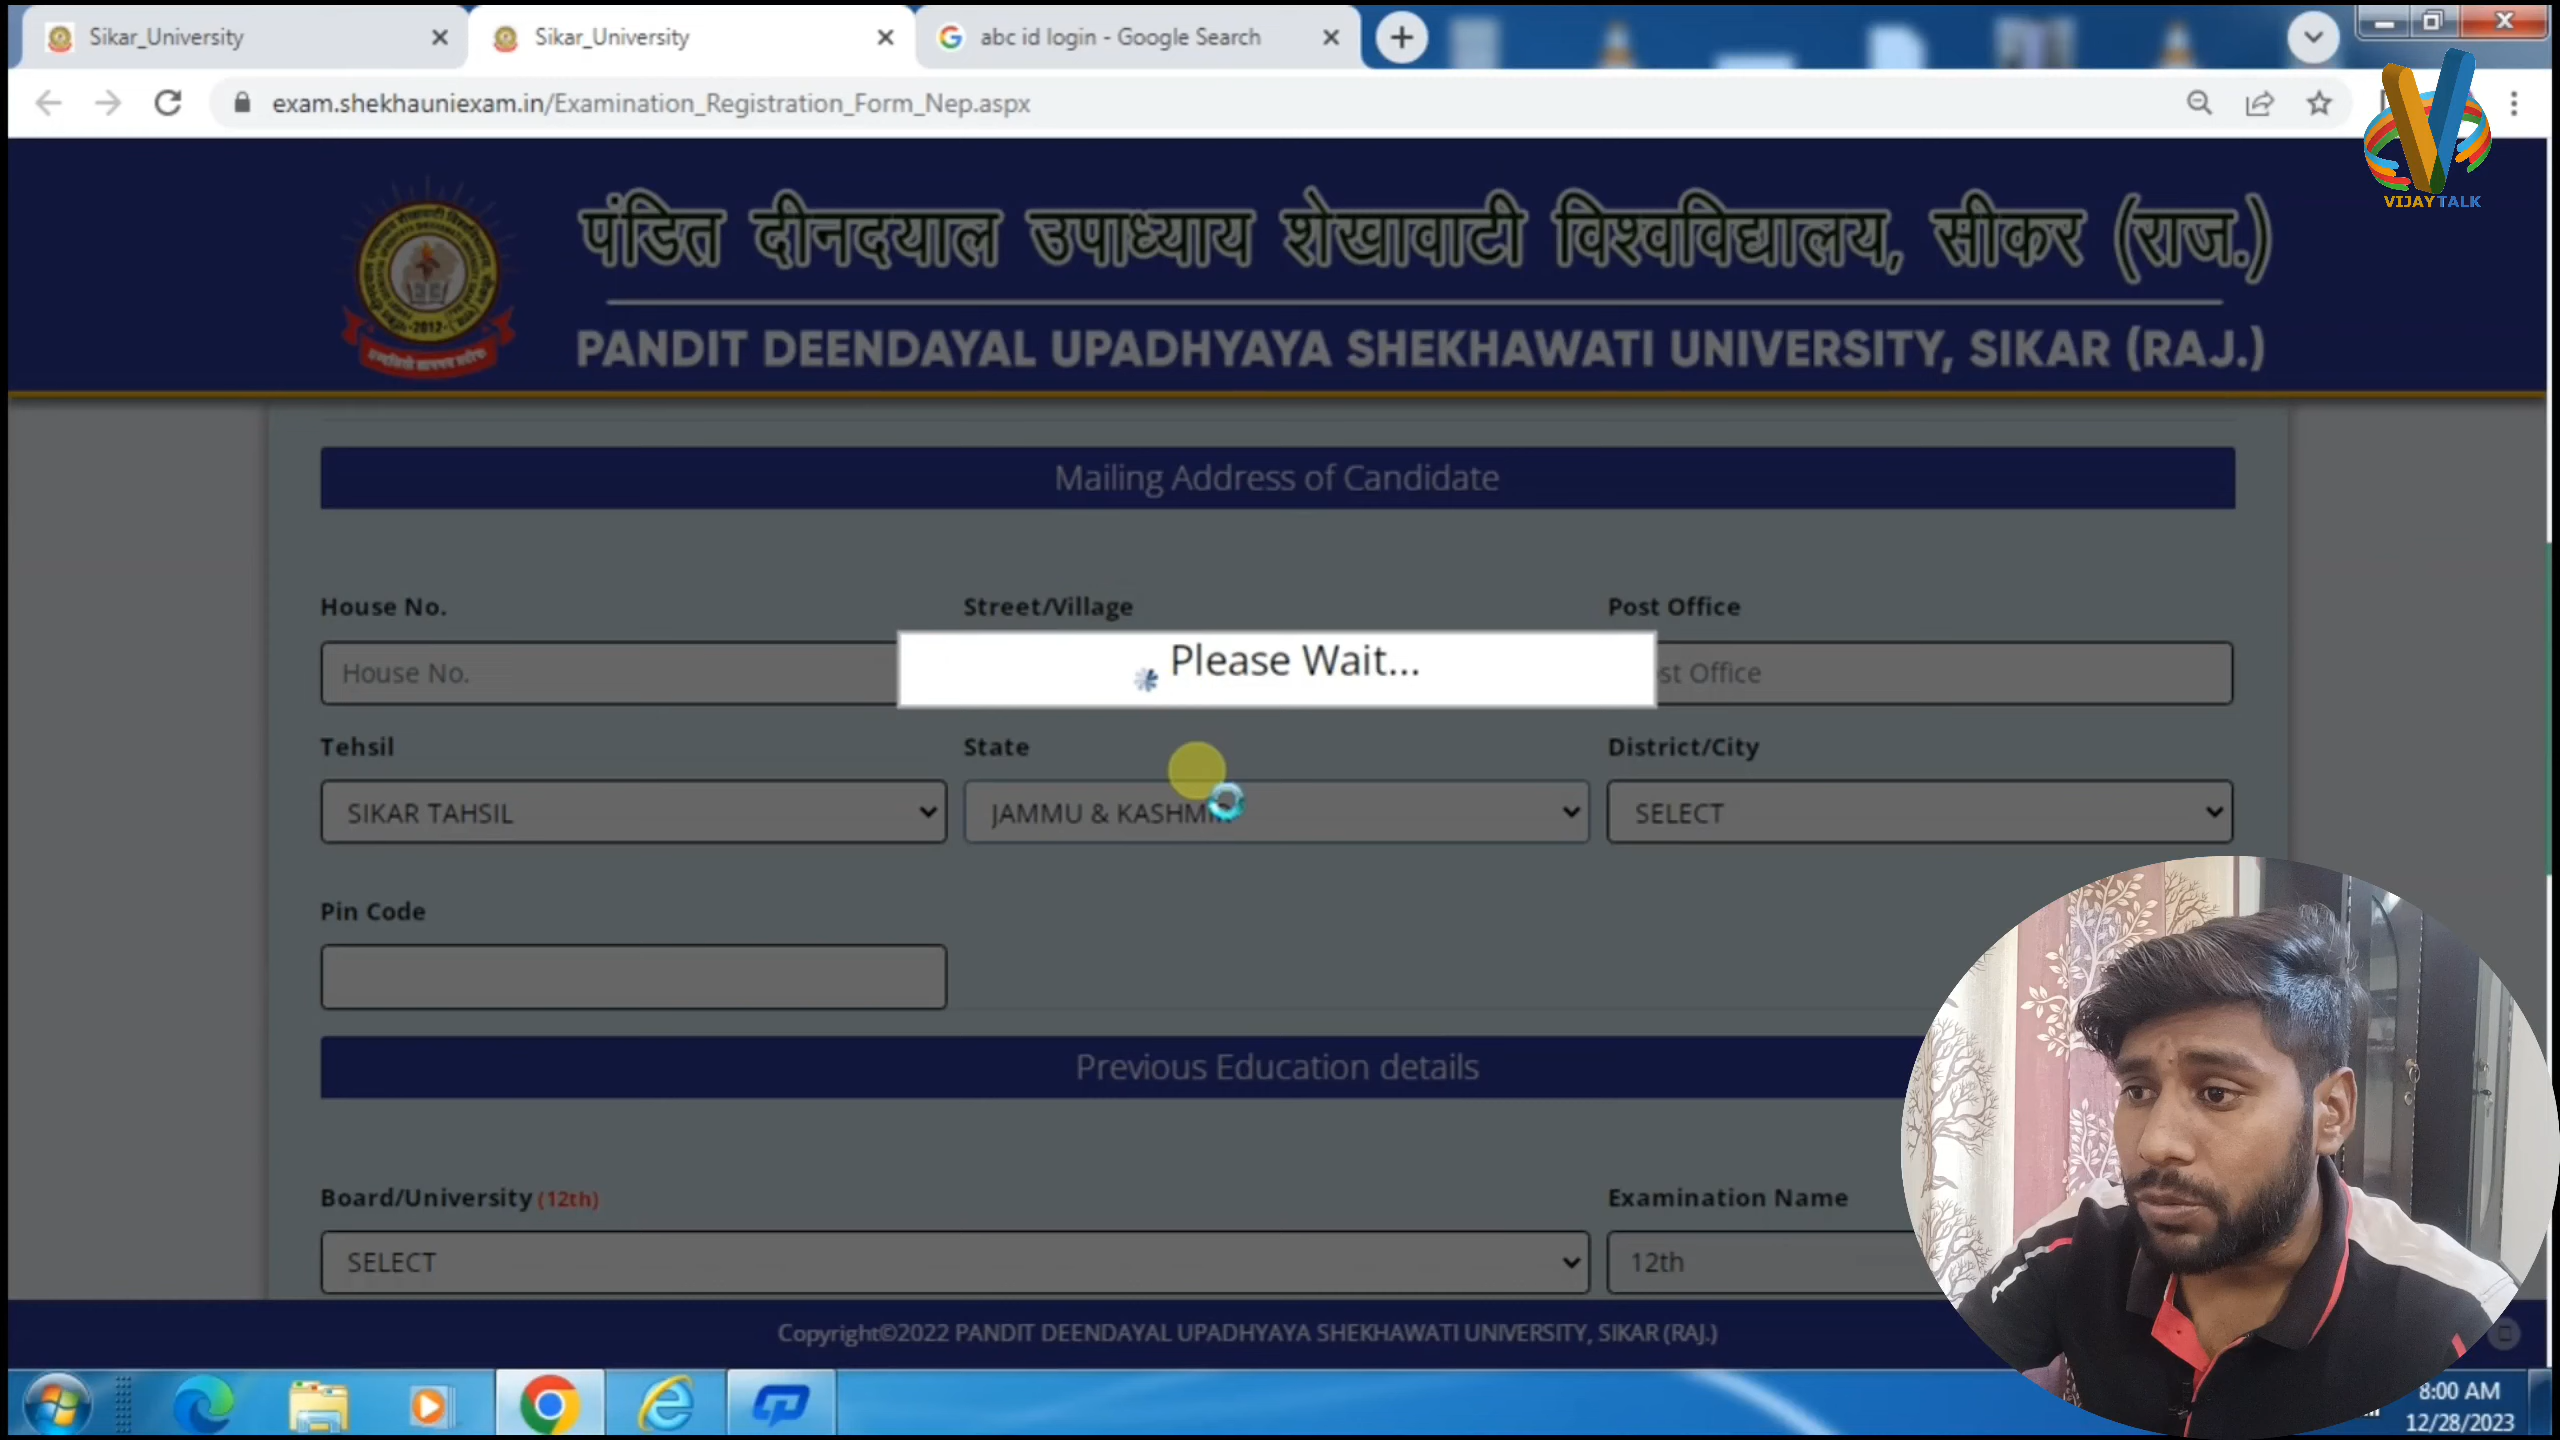 Sikar_University
Sikar_University
abc id login - Google Search
exam.shekhauniexam.in/Examination_Registration_Form_Nep.aspx
VIJAYTALK
पंडित दीनदयाल उपाध्याय शेखावाटी विश्वविद्यालय, सीकर (राज.)
-2012-
PANDIT DEENDAYAL UPADHYAYA SHEKHAWATI UNIVERSITY, SIKAR (RAJ.)
Mailing Address of Candidate
House No. Street/Village Post Office
House No. Please Wait... st Office
Tehsil State District/City
SIKAR TAHSIL JAMMU & KASHMIR SELECT
Pin Code
Previous Education details
Board/University (12th) Examination Name
SELECT 12th
Copyright©2022 PANDIT DEENDAYAL UPADHYAYA SHEKHAWATI UNIVERSITY, SIKAR (RAJ.)
8:00 AM
12/28/2023